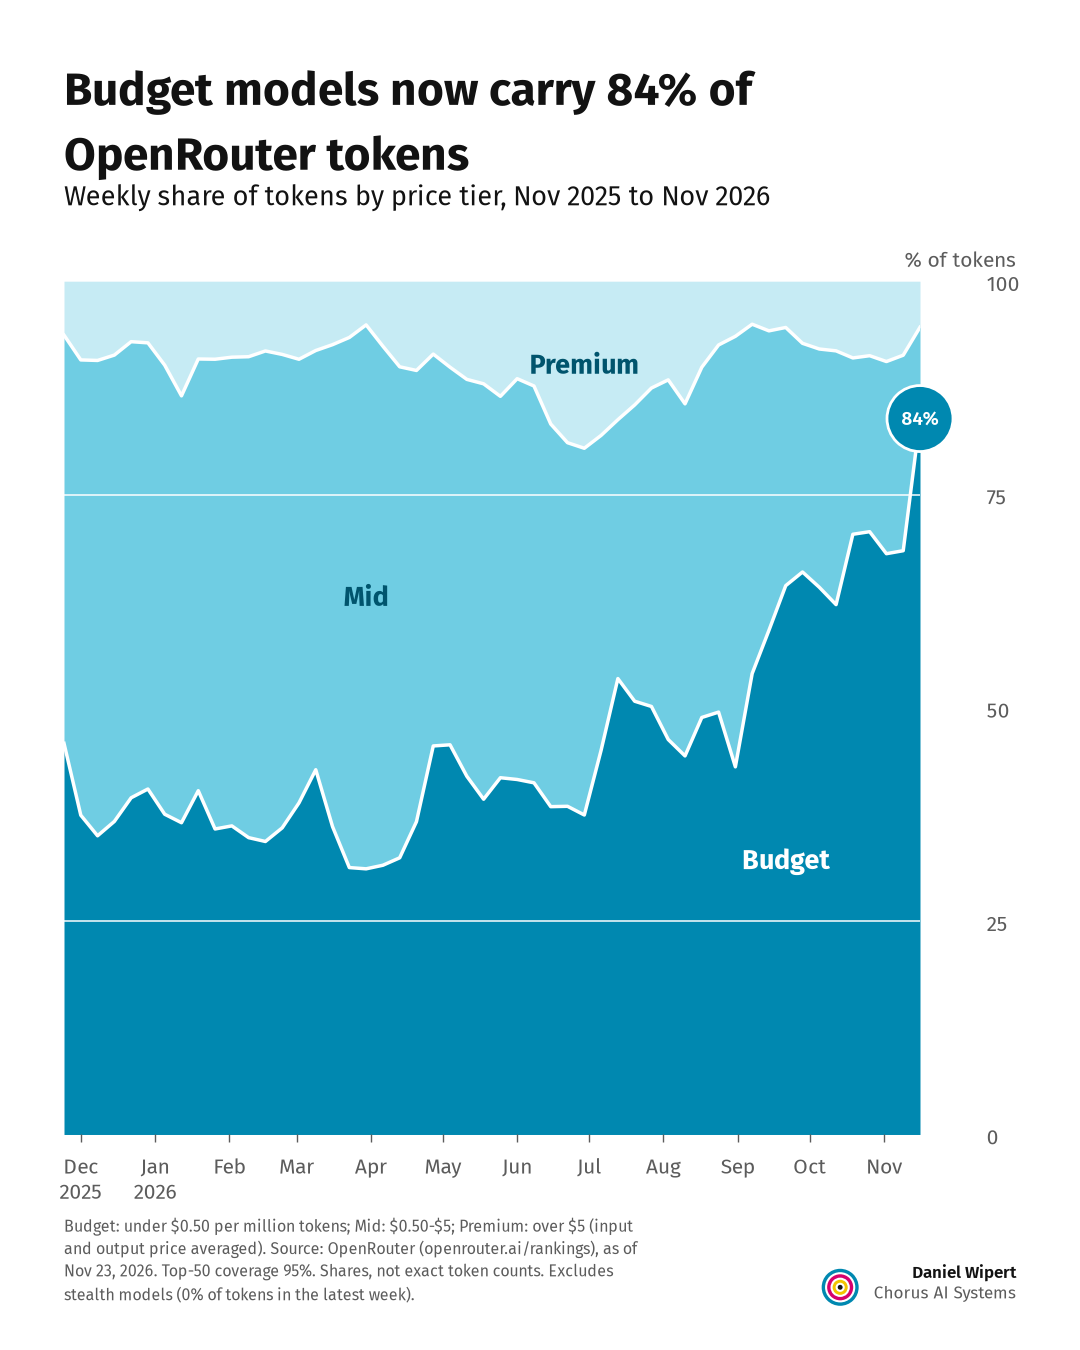 Budget models now carry 84% of
OpenRouter tokens
Weekly share of tokens by price tier, Nov 2025 to Nov 2026
% of tokens
100
Premium
84%
75
Mid
50
Budget
25
0
Dec Jan Feb Mar Apr May Jun Jul Aug Sep Oct Nov
2025 2026
Budget: under $0.50 per million tokens; Mid: $0.50-$5; Premium: over $5 (input
and output price averaged). Source: OpenRouter (openrouter.ai/rankings), as of
Nov 23, 2026. Top-50 coverage 95%. Shares, not exact token counts. Excludes
stealth models (0% of tokens in the latest week).
Daniel Wipert
Chorus AI Systems